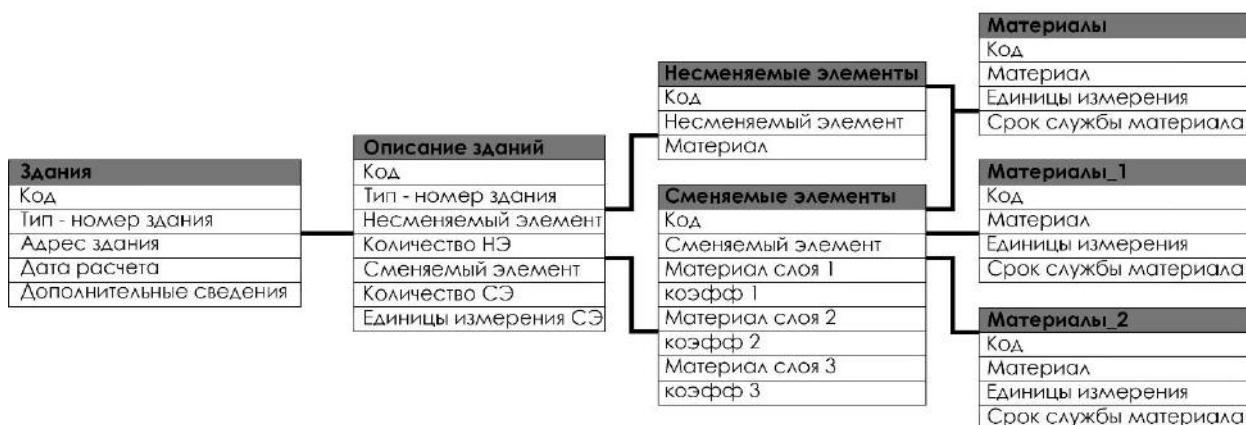 Здания
Код
Тип - номер здания
Адрес здания
Дата расчета
Дополнительные сведения
Описание зданий
Код
Тип - номер здания
Несменяемый элемент
Количество НЭ
Сменяемый элемент
Количество СЭ
Единицы измерения СЭ
Несменяемые элементы
Код
Несменяемый элемент
Материал
Сменяемые элементы
Код
Сменяемый элемент
Материал слоя 1
коэфф 1
Материал слоя 2
коэфф 2
Материал слоя 3
коэфф 3
Материалы
Код
Материал
Единицы измерения
Срок службы материала
Материалы_1
Код
Материал
Единицы измерения
Срок службы материала
Материалы_2
Код
Материал
Единицы измерения
Срок службы материала